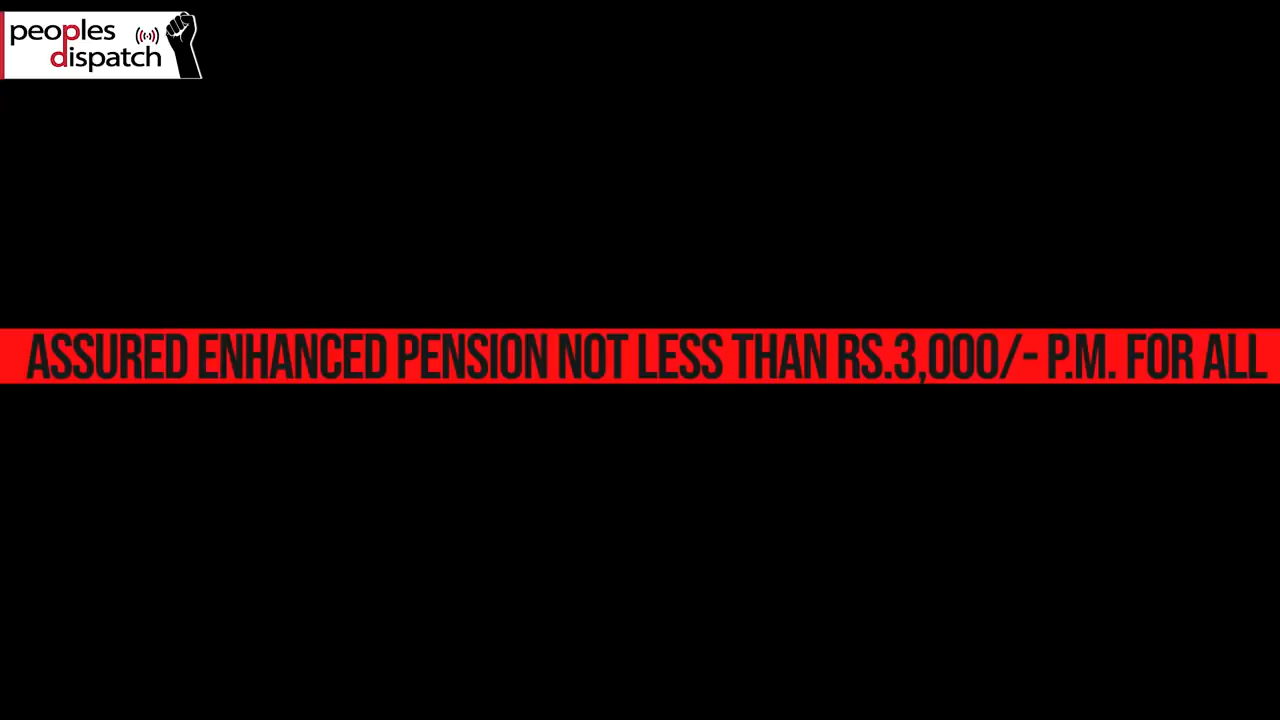 peoples
dispatch
ASSURED ENHANCED PENSION NOT LESS THAN RS.3,000/- P.M. FOR ALL